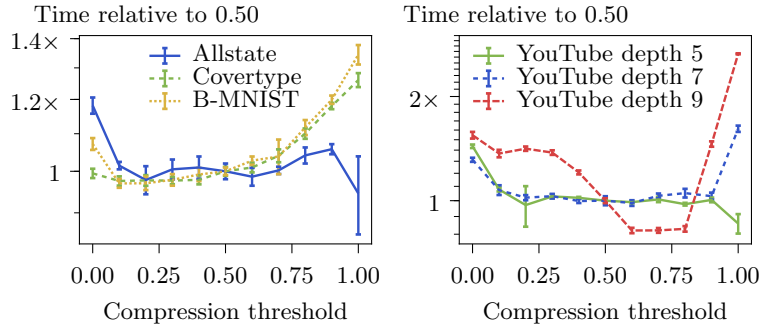 Time relative to 0.50
1.4×
1.2×
1
Allstate
Covertype
B-MNIST
0.00 0.25 0.50 0.75 1.00
Compression threshold
Time relative to 0.50
2×
1
YouTube depth 5
YouTube depth 7
YouTube depth 9
0.00 0.25 0.50 0.75 1.00
Compression threshold